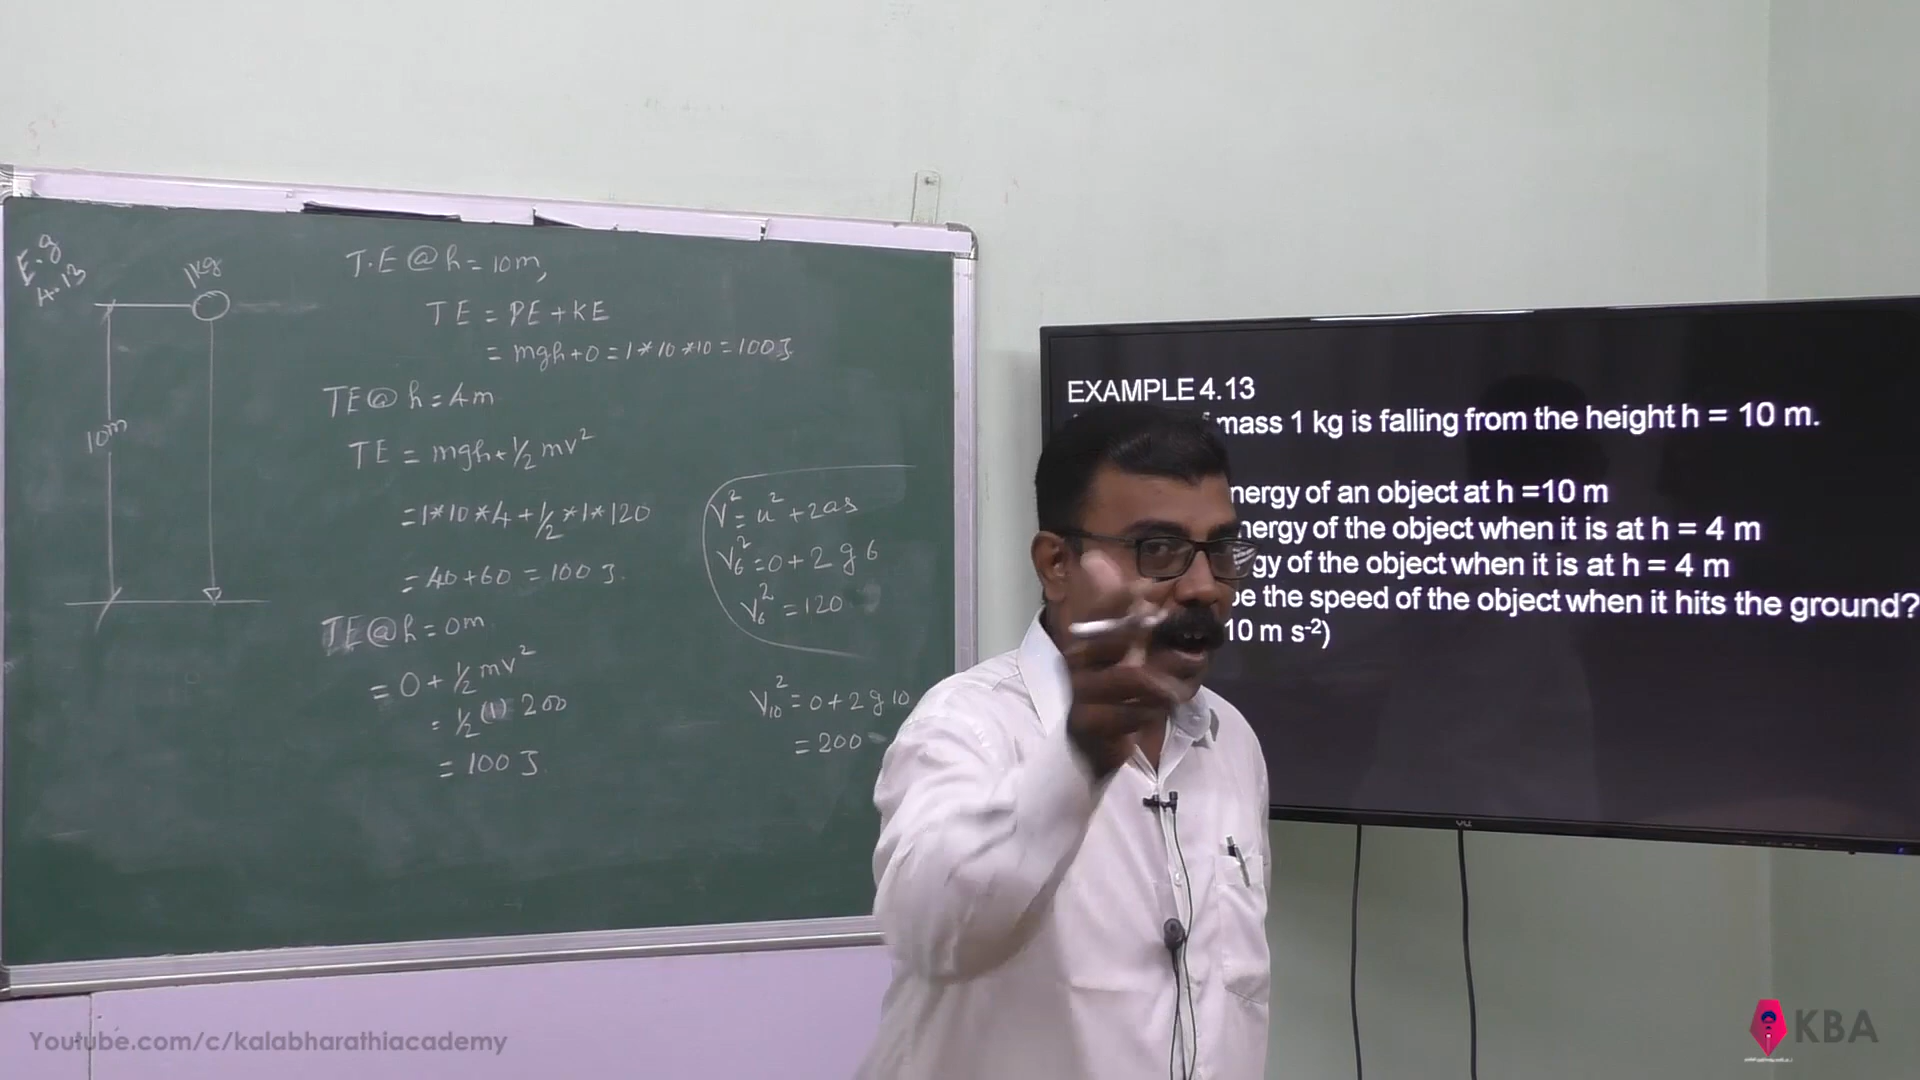 E.g
4.13
1kg
10m
T.E @ h = 10m,
TE = PE + KE
= mgh + 0 = 1 * 10 * 10 = 100 J
TE @ h = 4m
TE = mgh + 1/2 mv²
= 1 * 10 * 4 + 1/2 * 1 * 120
= 40 + 60 = 100 J.
TE @ h = 0m
= 0 + 1/2 mv²
= 1/2 (1) 200
= 100 J
V² = u² + 2as
V₆² = 0 + 2 g 6
V₆² = 120
V₁₀² = 0 + 2 g 10
= 200
EXAMPLE 4.13
mass 1 kg is falling from the height h = 10 m.
of an object at h =10 m
of the object when it is at h = 4 m
of the object when it is at h = 4 m
the speed of the object when it hits the ground?
10 m s-2)
Youtube.com/c/kalabharathiacademy
KBA